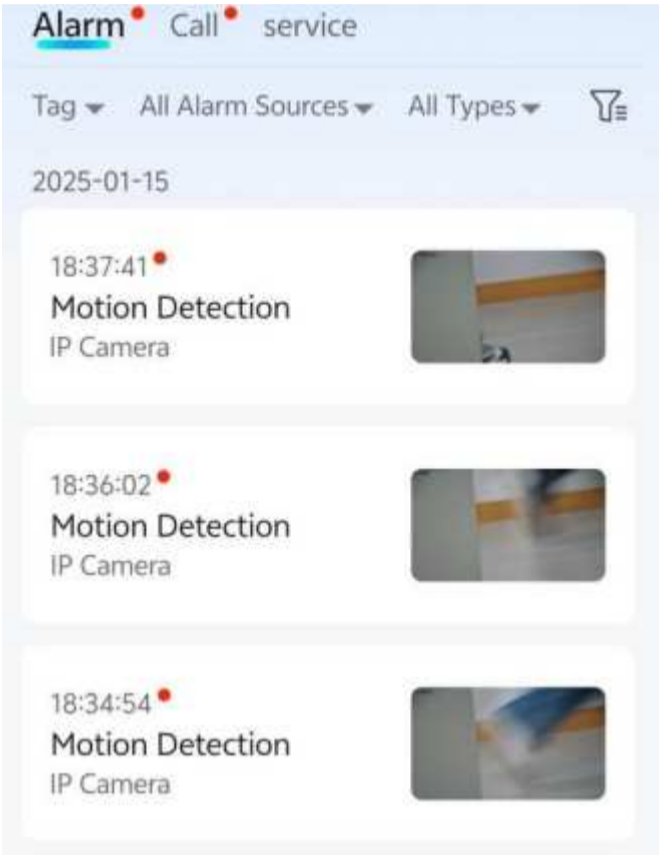 Alarm Call service
Tag All Alarm Sources All Types
2025-01-15
18:37:41
Motion Detection
IP Camera
18:36:02
Motion Detection
IP Camera
18:34:54
Motion Detection
IP Camera